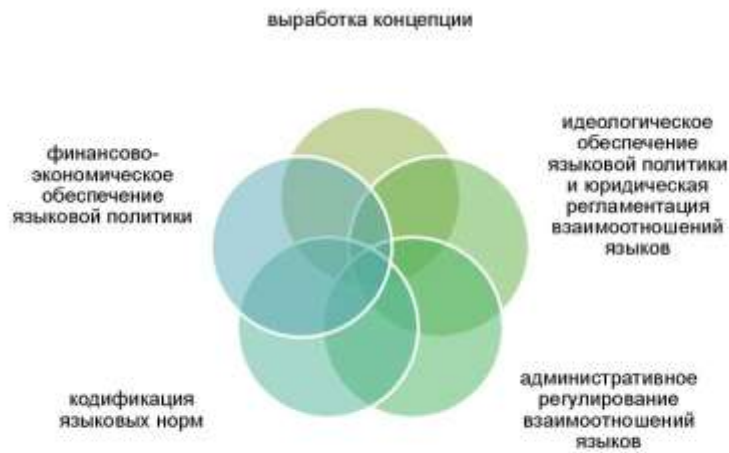 выработка концепции
идеологическое
обеспечение
языковой политики
и юридическая
регламентация
взаимоотношений
языков
административное
регулирование
взаимоотношений
языков
кодификация
языковых норм
финансово-
экономическое
обеспечение
языковой политики